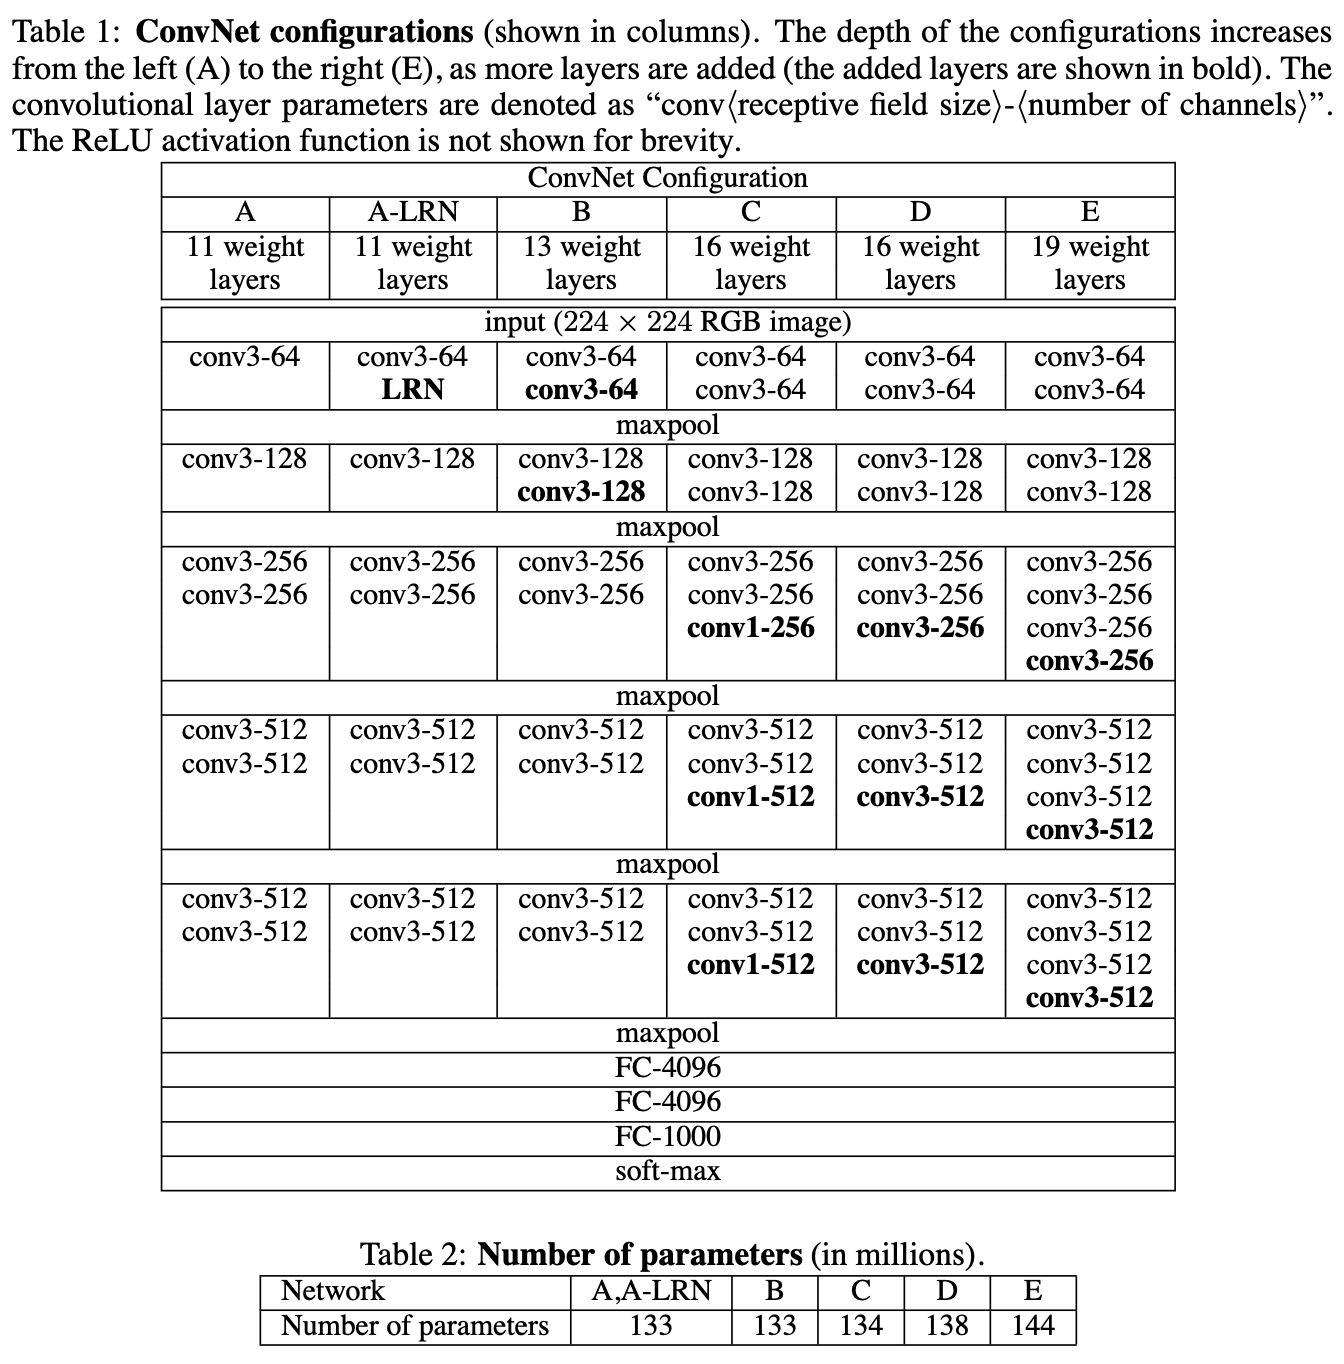 Table 1: ConvNet configurations (shown in columns). The depth of the configurations increases
from the left (A) to the right (E), as more layers are added (the added layers are shown in bold). The
convolutional layer parameters are denoted as “conv⟨receptive field size⟩-⟨number of channels⟩”.
The ReLU activation function is not shown for brevity.
ConvNet Configuration
A A-LRN B C D E
11 weight 11 weight 13 weight 16 weight 16 weight 19 weight
layers layers layers layers layers layers
input (224 × 224 RGB image)
conv3-64 conv3-64 conv3-64 conv3-64 conv3-64 conv3-64
LRN conv3-64 conv3-64 conv3-64 conv3-64
maxpool
conv3-128 conv3-128 conv3-128 conv3-128 conv3-128 conv3-128
conv3-128 conv3-128 conv3-128 conv3-128
maxpool
conv3-256 conv3-256 conv3-256 conv3-256 conv3-256 conv3-256
conv3-256 conv3-256 conv3-256 conv3-256 conv3-256 conv3-256
conv1-256 conv3-256 conv3-256
conv3-256
maxpool
conv3-512 conv3-512 conv3-512 conv3-512 conv3-512 conv3-512
conv3-512 conv3-512 conv3-512 conv3-512 conv3-512 conv3-512
conv1-512 conv3-512 conv3-512
conv3-512
maxpool
conv3-512 conv3-512 conv3-512 conv3-512 conv3-512 conv3-512
conv3-512 conv3-512 conv3-512 conv3-512 conv3-512 conv3-512
conv1-512 conv3-512 conv3-512
conv3-512
maxpool
FC-4096
FC-4096
FC-1000
soft-max
Table 2: Number of parameters (in millions).
Network A,A-LRN B C D E
Number of parameters 133 133 134 138 144